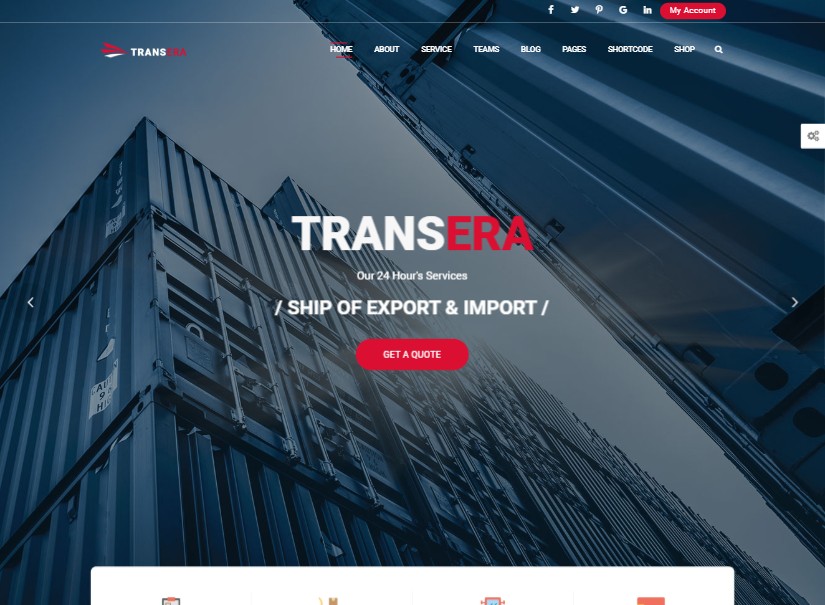 My Account
TRANSERA
HOME ABOUT SERVICE TEAMS BLOG PAGES SHORTCODE SHOP
TRANSERA
Our 24 Hour's Services
/ SHIP OF EXPORT & IMPORT /
GET A QUOTE